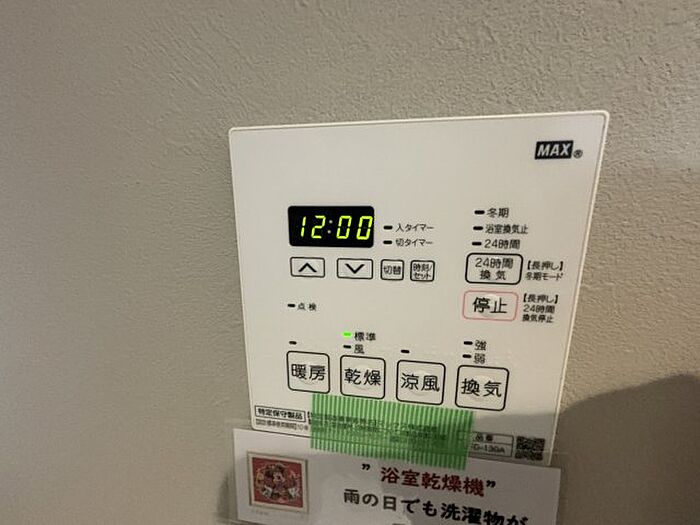 MAX®
12:00
入タイマー
切タイマー
冬期
浴室換気止
24時間
切替
時刻/セット
24時間換気
【長押し】
冬期モード
停止
【長押し】
24時間
換気停止
点検
標準
風
強
弱
暖房
乾燥
涼風
換気
特定保守製品
品番
"浴室乾燥機"
雨の日でも洗濯物が